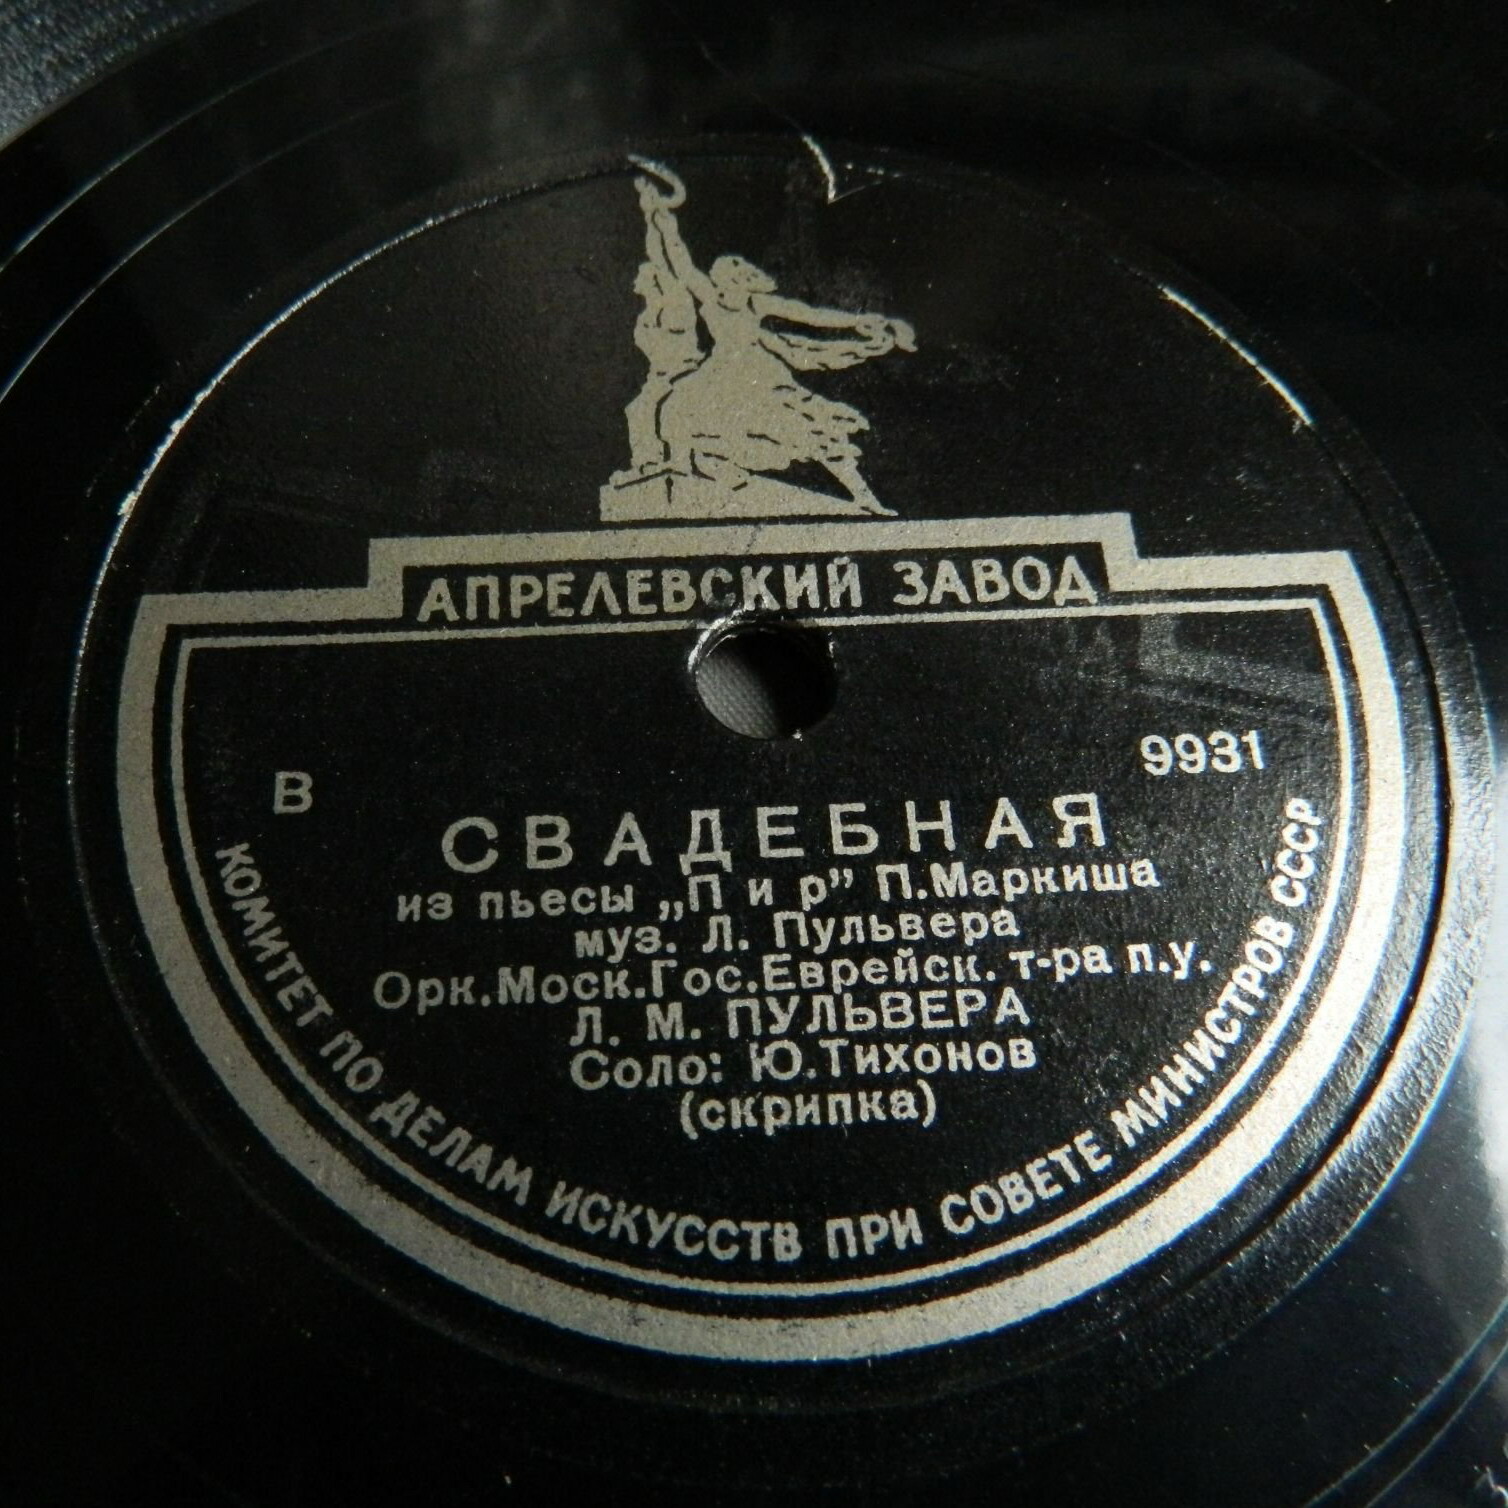 АПРЕЛЕВСКИЙ ЗАВОД
В 9931
СВАДЕБНАЯ
из пьесы „Пир” П.Маркиша
муз. Л. Пульвера
Орк.Моск.Гос.Еврейск. т-ра п.у.
Л. М. ПУЛЬВЕРА
Соло: Ю.Тихонов
(скрипка)
КОМИТЕТ ПО ДЕЛАМ ИСКУССТВ ПРИ СОВЕТЕ МИНИСТРОВ СССР